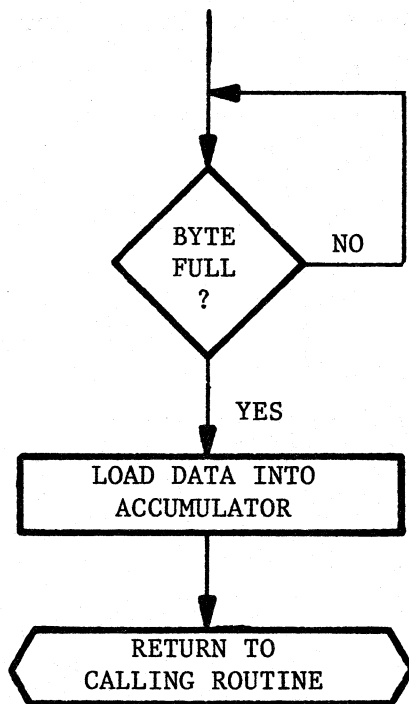 BYTE
FULL
?
NO
YES
LOAD DATA INTO
ACCUMULATOR
RETURN TO
CALLING ROUTINE